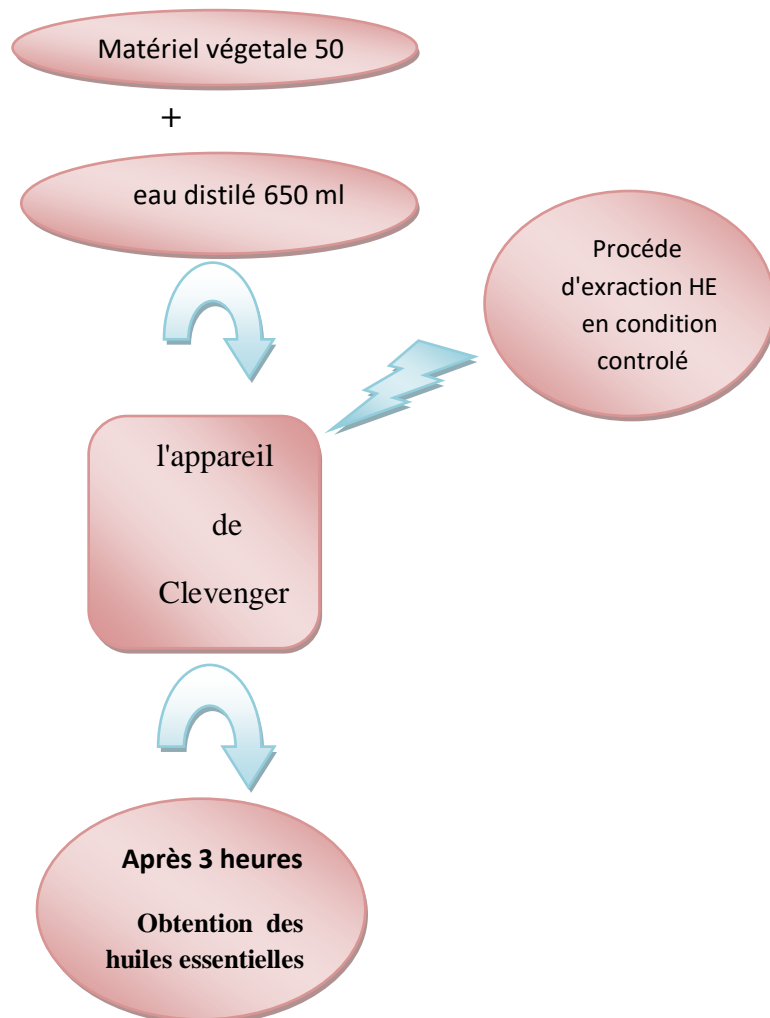 Matériel végetale 50
+
eau distilé 650 ml
Procéde
d'exraction HE
en condition
controlé
l'appareil
de
Clevenger
Après 3 heures
Obtention des
huiles essentielles